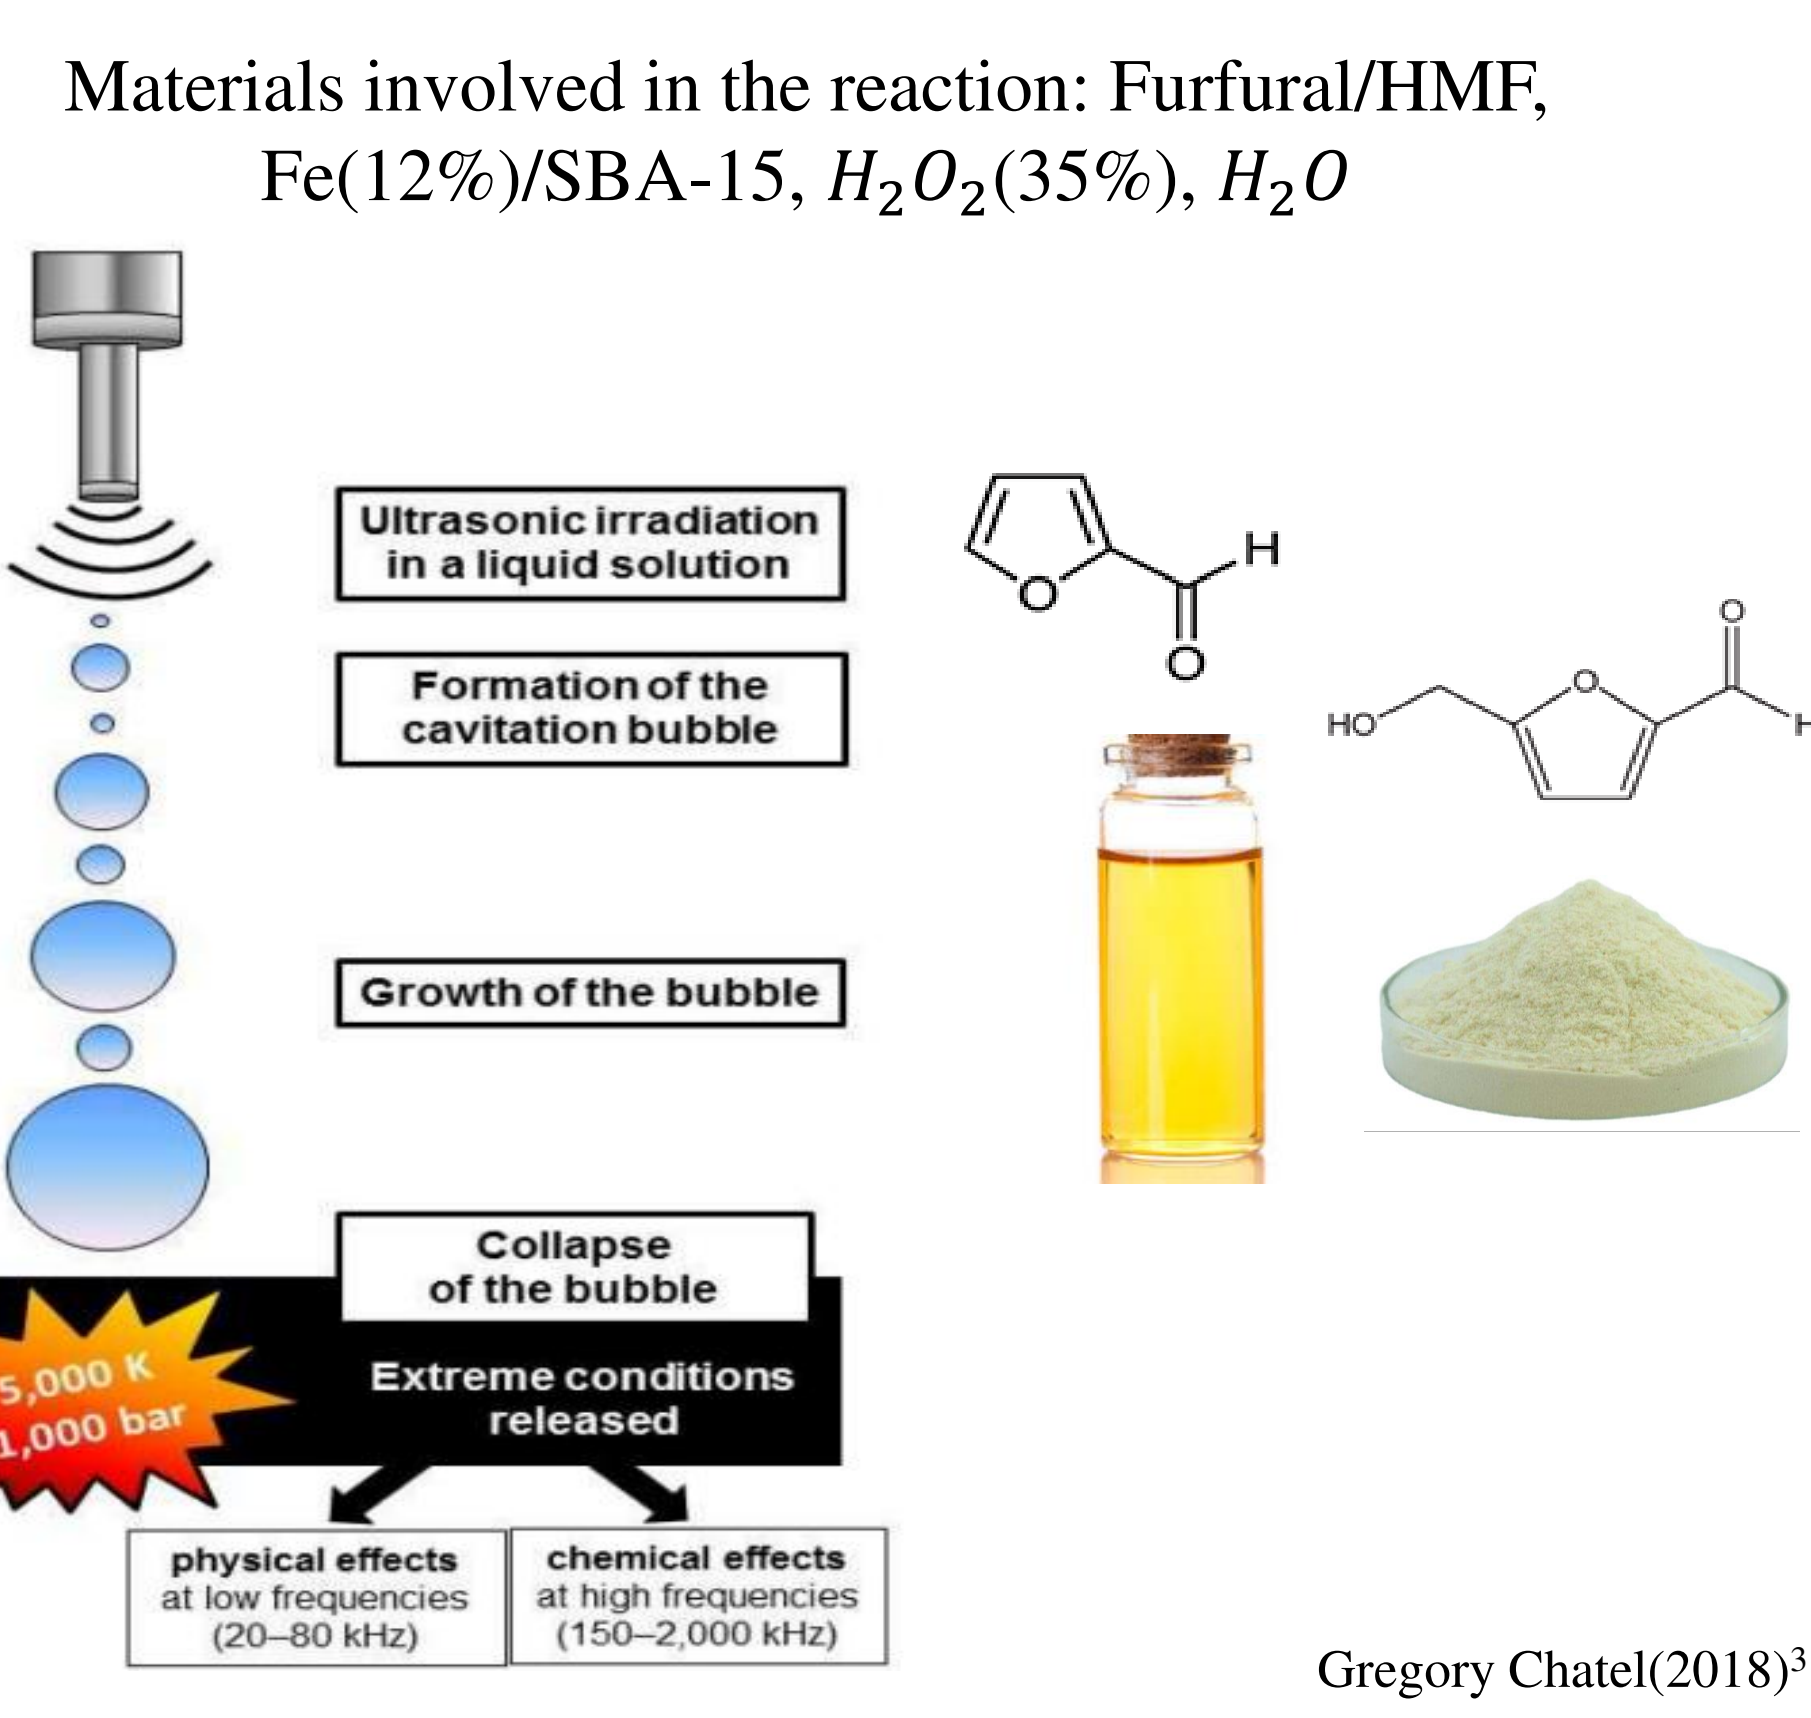 Materials involved in the reaction: Furfural/HMF,
Fe(12%)/SBA-15, H₂O₂(35%), H₂O
Ultrasonic irradiation
in a liquid solution
Formation of the
cavitation bubble
Growth of the bubble
Collapse
of the bubble
5,000 K
1,000 bar
Extreme conditions
released
physical effects
at low frequencies
(20–80 kHz)
chemical effects
at high frequencies
(150–2,000 kHz)
H
O
O
O
O
HO
H
Gregory Chatel(2018)³